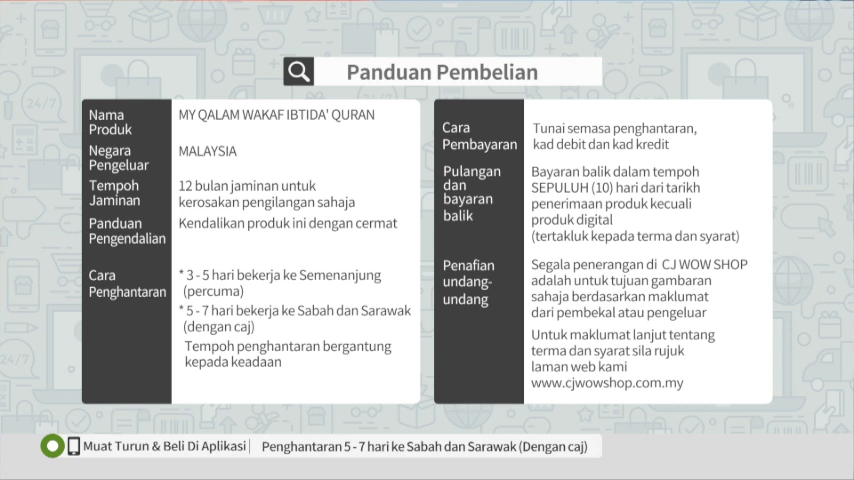 Panduan Pembelian
Nama
Produk
MY QALAM WAKAF IBTIDA' QURAN
Negara
Pengeluar
MALAYSIA
Tempoh
Jaminan
12 bulan jaminan untuk
kerosakan pengilangan sahaja
Panduan
Pengendalian
Kendalikan produk ini dengan cermat
Cara
Penghantaran
* 3 - 5 hari bekerja ke Semenanjung
(percuma)
* 5 - 7 hari bekerja ke Sabah dan Sarawak
(dengan caj)
Tempoh penghantaran bergantung
kepada keadaan
Cara
Pembayaran
Tunai semasa penghantaran,
kad debit dan kad kredit
Pulangan
dan
bayaran
balik
Bayaran balik dalam tempoh
SEPULUH (10) hari dari tarikh
penerimaan produk kecuali
produk digital
(tertakluk kepada terma dan syarat)
Penafian
undang-
undang
Segala penerangan di CJ WOW SHOP
adalah untuk tujuan gambaran
sahaja berdasarkan maklumat
dari pembekal atau pengeluar
Untuk maklumat lanjut tentang
terma dan syarat sila rujuk
laman web kami
www.cjwowshop.com.my
Muat Turun & Beli Di Aplikasi | Penghantaran 5 - 7 hari ke Sabah dan Sarawak (Dengan caj)
24/7
24/7